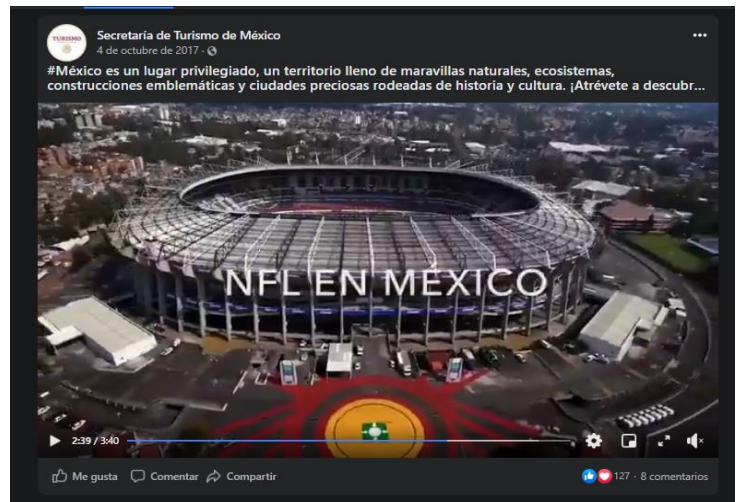 TURISMO
Secretaría de Turismo de México
4 de octubre de 2017 ·
#México es un lugar privilegiado, un territorio lleno de maravillas naturales, ecosistemas,
construcciones emblemáticas y ciudades preciosas rodeadas de historia y cultura. ¡Atrévete a descubr...
NFL EN MÉXICO
2:39 / 3:40
Me gusta Comentar Compartir 127 · 8 comentarios